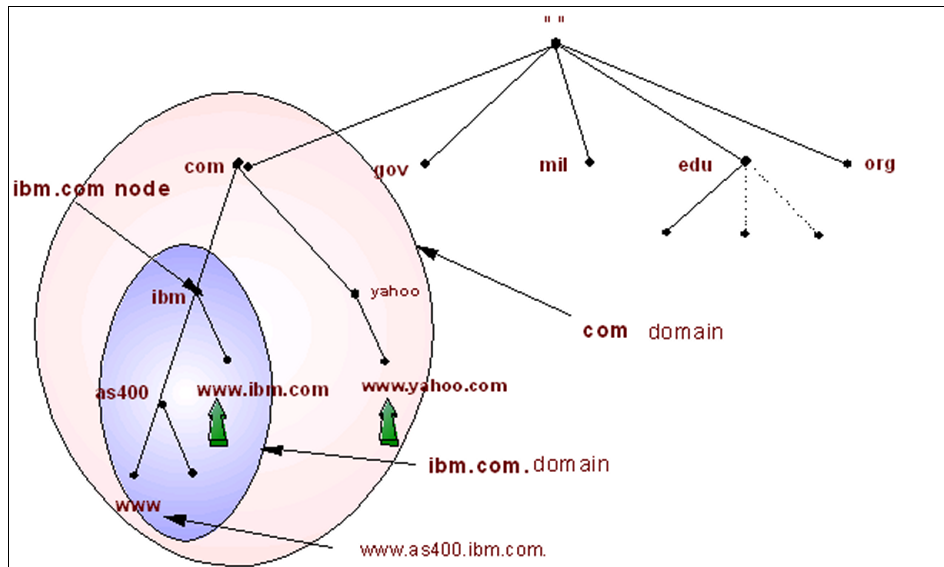 " "
com
gov
mil
edu
org
ibm.com node
ibm
yahoo
com domain
as400
www.ibm.com
www.yahoo.com
ibm.com. domain
www
www.as400.ibm.com.